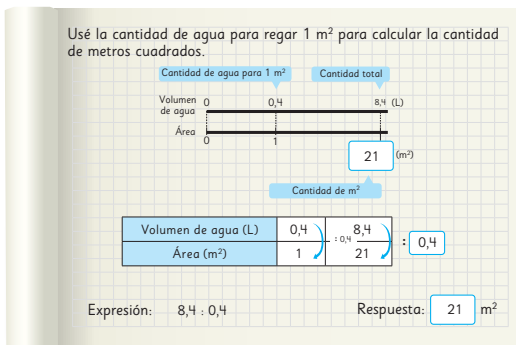 Usé la cantidad de agua para regar 1 m² para calcular la cantidad
de metros cuadrados.
Cantidad de agua para 1 m² Cantidad total
Volumen de agua 0 0,4 8,4 (L)
Área 0 1 21 (m²)
Cantidad de m²
Volumen de agua (L) 0,4 : 0,4 8,4 : 0,4
Área (m²) 1 21
Expresión: 8,4 : 0,4 Respuesta: 21 m²